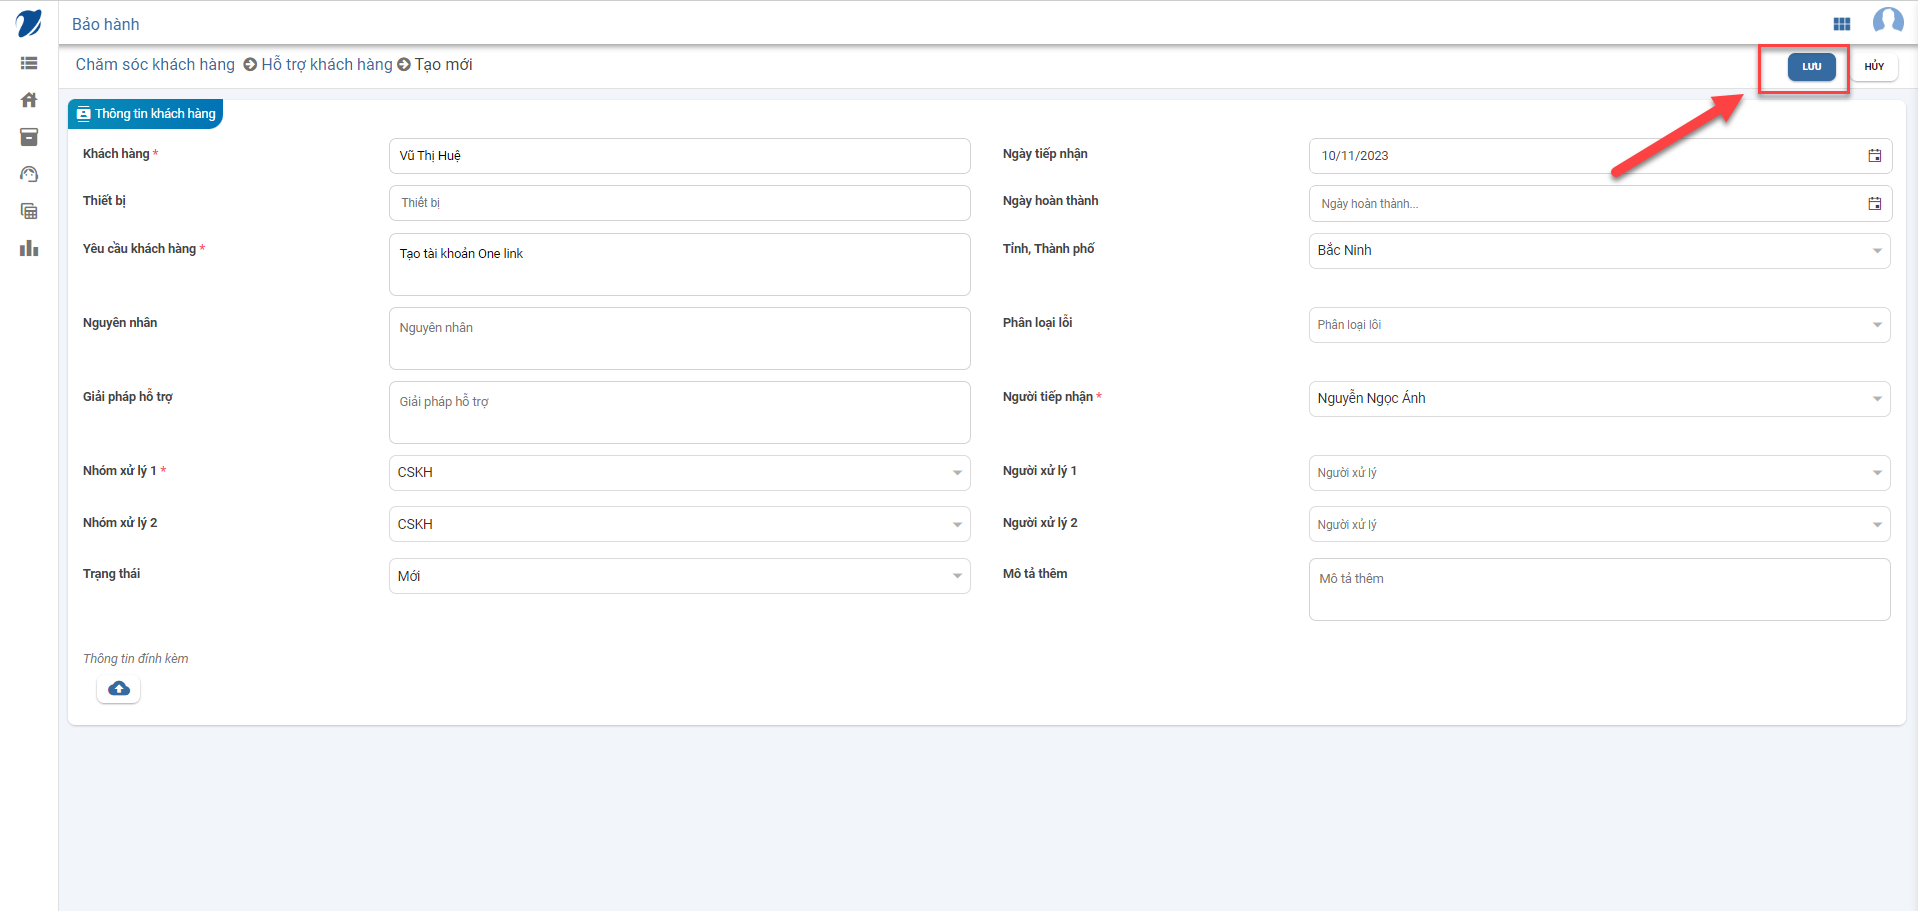 Bảo hành
Chăm sóc khách hàng Hỗ trợ khách hàng Tạo mới
LƯU HỦY
Thông tin khách hàng
Khách hàng * Vũ Thị Huệ Ngày tiếp nhận 10/11/2023
Thiết bị Thiết bị Ngày hoàn thành Ngày hoàn thành...
Yêu cầu khách hàng * Tạo tài khoản One link Tỉnh, Thành phố Bắc Ninh
Nguyên nhân Nguyên nhân Phân loại lỗi Phân loại lỗi
Giải pháp hỗ trợ Giải pháp hỗ trợ Người tiếp nhận * Nguyễn Ngọc Ánh
Nhóm xử lý 1 * CSKH Người xử lý 1 Người xử lý
Nhóm xử lý 2 CSKH Người xử lý 2 Người xử lý
Trạng thái Mới Mô tả thêm Mô tả thêm
Thông tin đính kèm